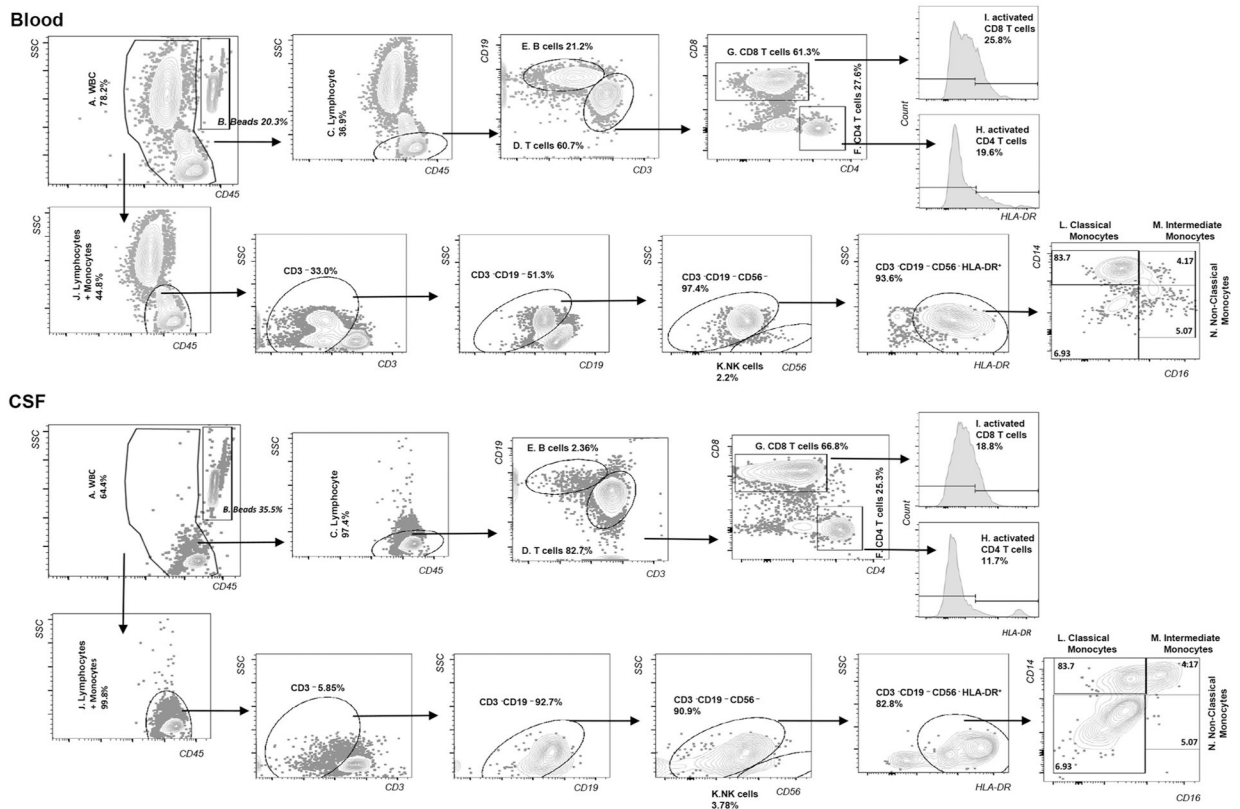 Blood
SSC
A. WBC
78.2%
B. Beads 20.3%
CD45
SSC
C. Lymphocyte
36.9%
CD45
CD19
E. B cells 21.2%
D. T cells 60.7%
CD3
CD8
G. CD8 T cells 61.3%
F. CD4 T cells 27.6%
CD4
I. activated
CD8 T cells
25.8%
Count
H. activated
CD4 T cells
19.6%
HLA-DR
SSC
J. Lymphocytes
+ Monocytes
44.8%
CD45
SSC
CD3 - 33.0%
CD3
SSC
CD3 - CD19 - 51.3%
CD19
SSC
CD3 - CD19 - CD56 -
97.4%
K.NK cells
2.2%
CD56
SSC
CD3 - CD19 - CD56 - HLA-DR+
93.6%
HLA-DR
L. Classical
Monocytes
M. Intermediate
Monocytes
CD14
83.7
4.17
5.07
6.93
N. Non-Classical
Monocytes
CD16
CSF
SSC
A. WBC
64.4%
B. Beads 35.5%
CD45
SSC
C. Lymphocyte
97.4%
CD45
CD19
E. B cells 2.36%
D. T cells 82.7%
CD3
CD8
G. CD8 T cells 66.8%
F. CD4 T cells 25.3%
CD4
I. activated
CD8 T cells
18.8%
Count
H. activated
CD4 T cells
11.7%
HLA-DR
SSC
J. Lymphocytes
+ Monocytes
99.8%
CD45
SSC
CD3 - 5.85%
CD3
SSC
CD3 - CD19 - 92.7%
CD19
SSC
CD3 - CD19 - CD56 -
90.9%
K.NK cells
3.78%
CD56
SSC
CD3 - CD19 - CD56 - HLA-DR+
82.8%
HLA-DR
L. Classical
Monocytes
M. Intermediate
Monocytes
CD14
83.7
4.17
5.07
6.93
N. Non-Classical
Monocytes
CD16